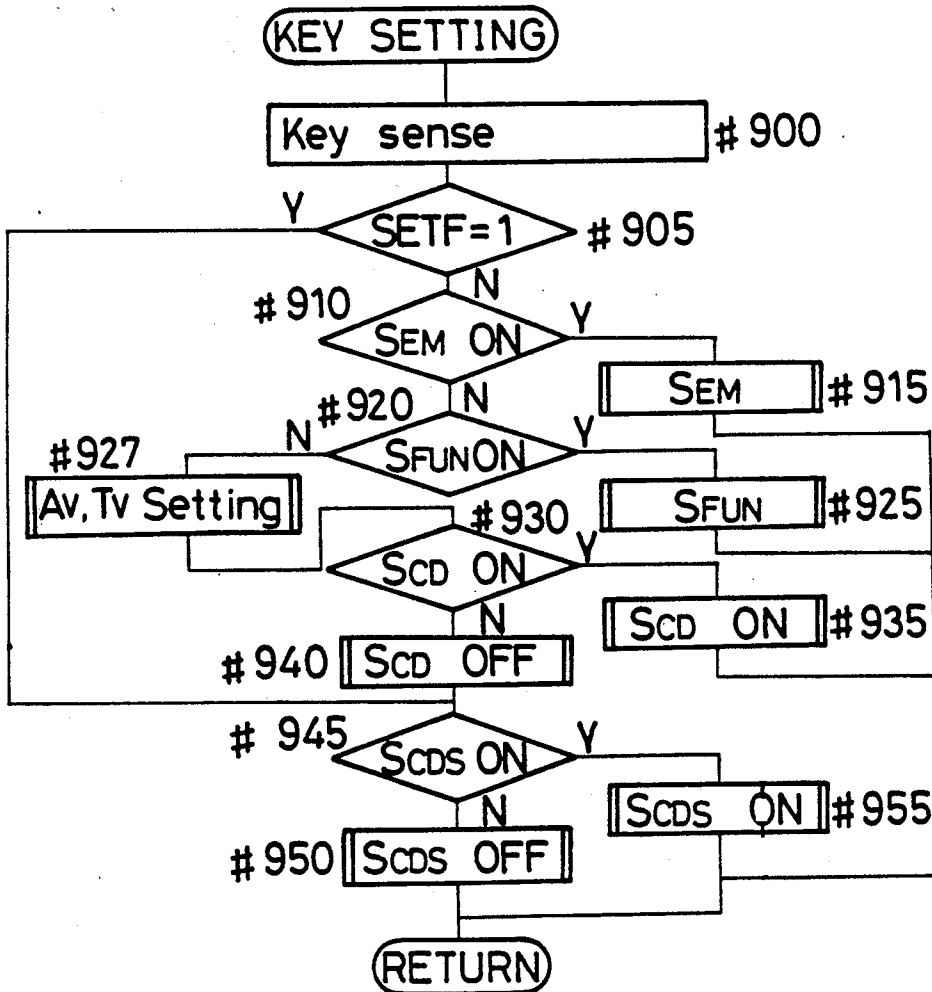 KEY SETTING
Key sense #900
Y
SETF=1 #905
N
#910
SEM ON
Y
SEM #915
N
#920
SFUN ON
N
Y
#927
AV, TV Setting
SFUN #925
#930
SCD ON
Y
SCD ON #935
N
#940 SCD OFF
#945
SCDS ON
Y
SCDS ON #955
N
#950 SCDS OFF
RETURN